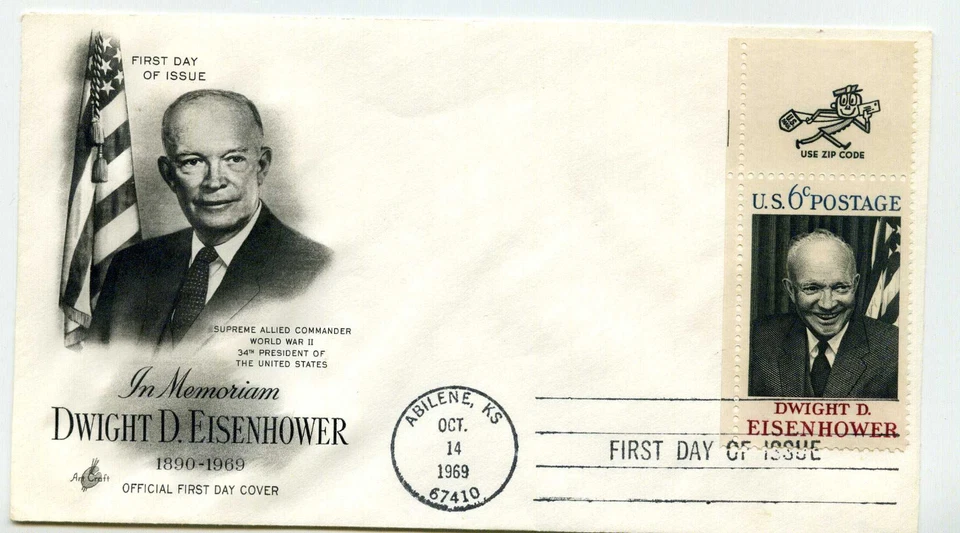 FIRST DAY
OF ISSUE
SUPREME ALLIED COMMANDER
WORLD WAR II
34TH PRESIDENT OF
THE UNITED STATES
In Memoriam
DWIGHT D. EISENHOWER
1890-1969
Art Craft
OFFICIAL FIRST DAY COVER
ABILENE, KS
OCT.
14
1969
67410
FIRST DAY OF ISSUE
USE ZIP CODE
U.S. 6c POSTAGE
DWIGHT D.
EISENHOWER